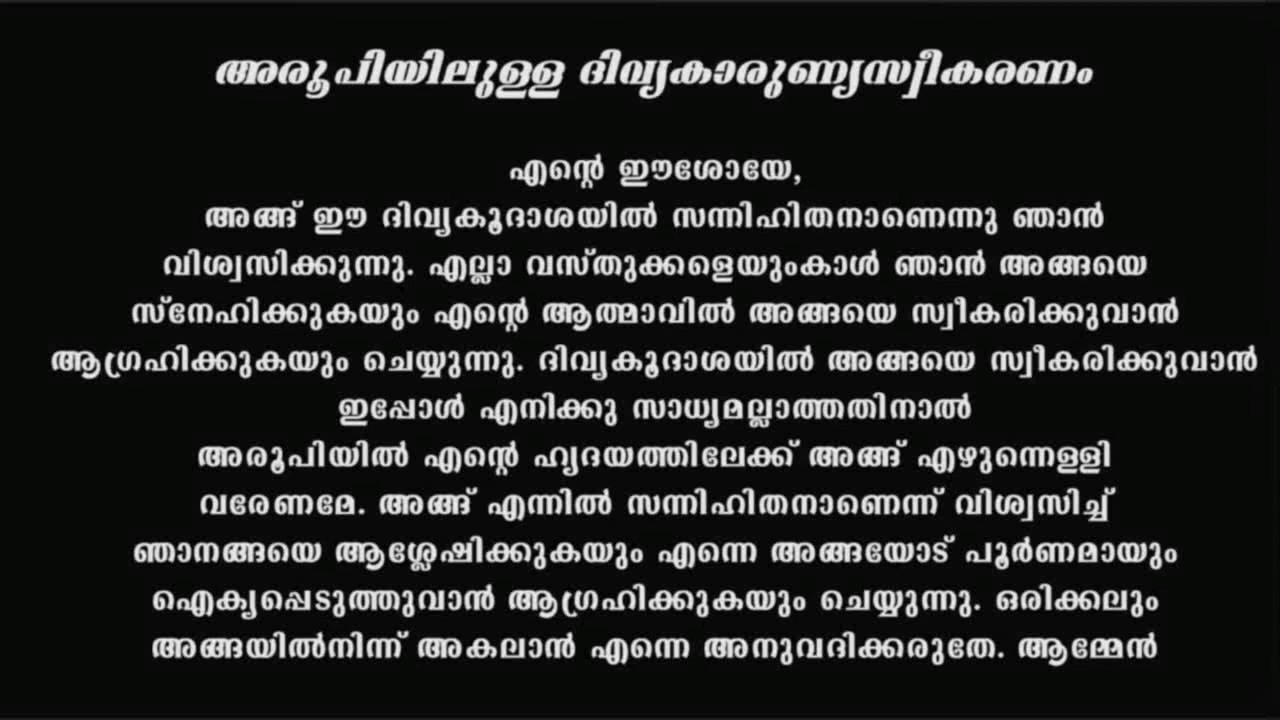 അരൂപിയിലുള്ള ദിവ്യകാരുണ്യസ്വീകരണം
എന്റെ ഈശോയേ,
അങ്ങ് ഈ ദിവ്യകൂദാശയിൽ സന്നിഹിതനാണെന്നു ഞാൻ
വിശ്വസിക്കുന്നു. എല്ലാ വസ്തുക്കളെയുംകാൾ ഞാൻ അങ്ങയെ
സ്നേഹിക്കുകയും എന്റെ ആത്മാവിൽ അങ്ങയെ സ്വീകരിക്കുവാൻ
ആഗ്രഹിക്കുകയും ചെയ്യുന്നു. ദിവ്യകൂദാശയിൽ അങ്ങയെ സ്വീകരിക്കുവാൻ
ഇപ്പോൾ എനിക്കു സാധ്യമല്ലാത്തതിനാൽ
അരൂപിയിൽ എന്റെ ഹൃദയത്തിലേക്ക് അങ്ങ് എഴുന്നെള്ളി
വരേണമേ. അങ്ങ് എന്നിൽ സന്നിഹിതനാണെന്ന് വിശ്വസിച്ച്
ഞാനങ്ങയെ ആശ്ലേഷിക്കുകയും എന്നെ അങ്ങയോട് പൂർണമായും
ഐക്യപ്പെടുത്തുവാൻ ആഗ്രഹിക്കുകയും ചെയ്യുന്നു. ഒരിക്കലും
അങ്ങയിൽനിന്ന് അകലാൻ എന്നെ അനുവദിക്കരുതേ. ആമ്മേൻ